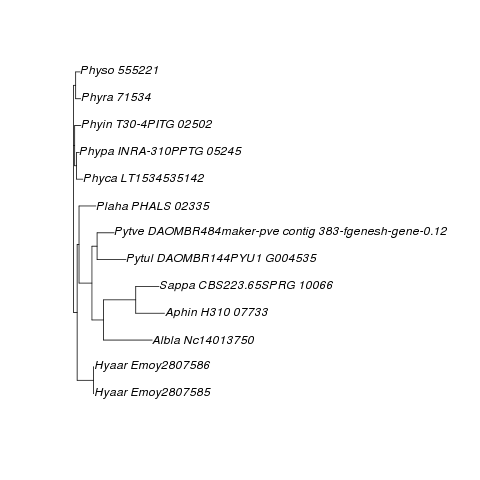 Physo 555221
Phyra 71534
Phyin T30-4PITG 02502
Phypa INRA-310PPTG 05245
Phyca LT1534535142
Plaha PHALS 02335
Pytve DAOMBR484maker-pve contig 383-fgenesh-gene-0.12
Pytul DAOMBR144PYU1 G004535
Sappa CBS223.65SPRG 10066
Aphin H310 07733
Albla Nc14013750
Hyaar Emoy2807586
Hyaar Emoy2807585